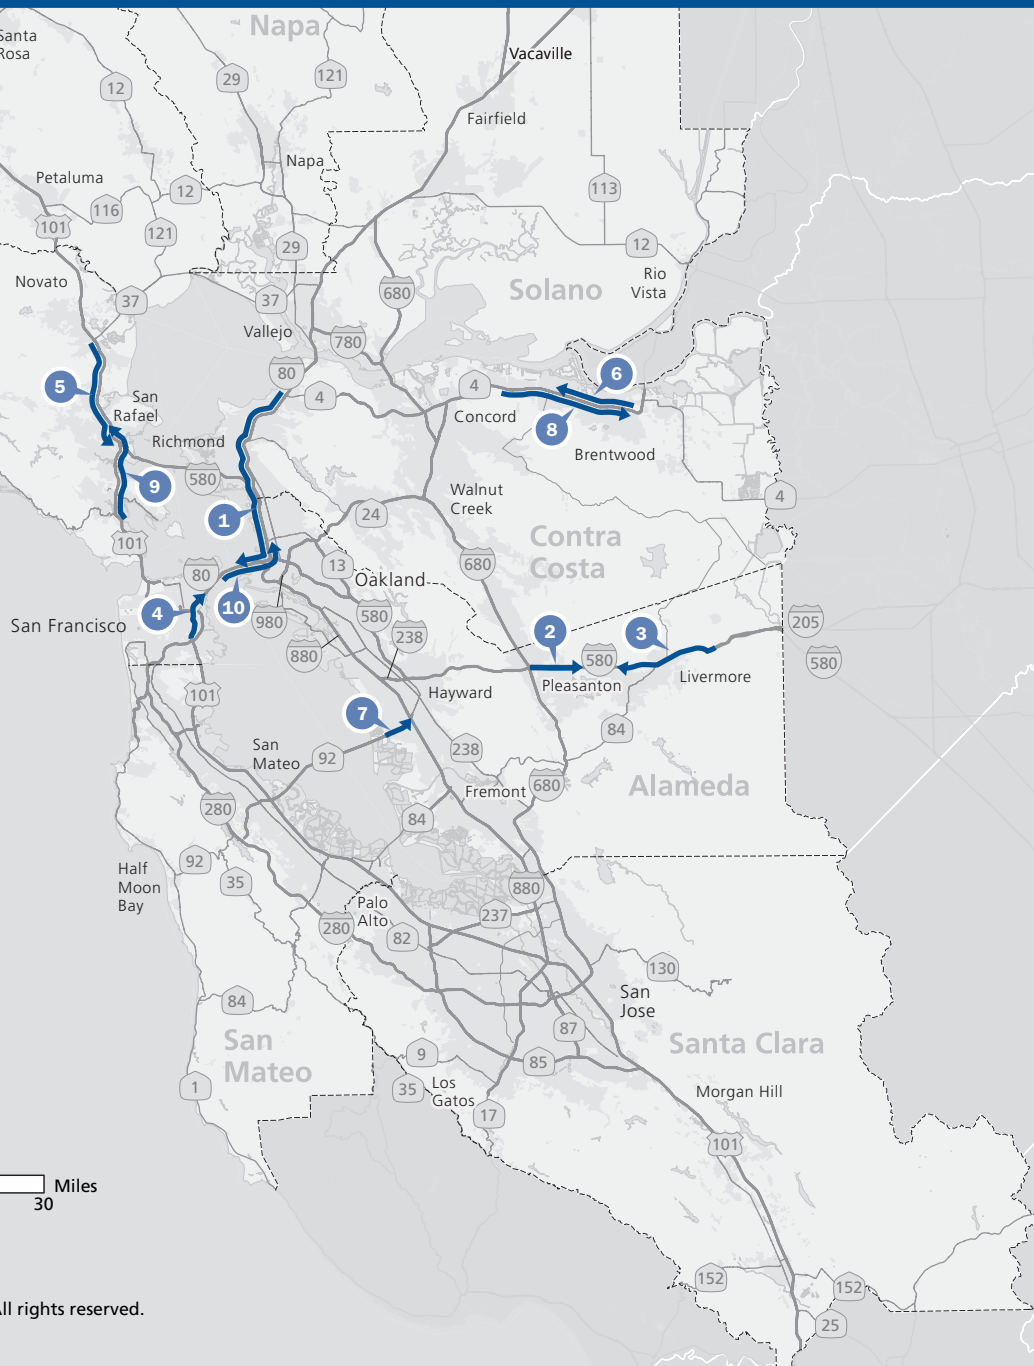 Napa
Santa
Rosa
Vacaville
12
29
121
Fairfield
Napa
Petaluma
12
113
116
101
121
29
12
Rio
Vista
Novato
Solano
37
37
680
Vallejo
780
80
5
6
4
4
San
Rafael
Concord
8
Richmond
Brentwood
580
9
Walnut
Creek
4
1
24
101
Contra
Costa
680
80
13
Oakland
10
4
980
580
San Francisco
238
2
3
205
880
580
580
Pleasanton
Livermore
101
Hayward
7
84
San
Mateo
92
238
Fremont
680
Alameda
280
84
92
35
Half
Moon
Bay
880
Palo
Alto
237
280
82
130
San
Jose
84
87
San
Mateo
Santa Clara
9
85
1
35
Los
Gatos
Morgan Hill
17
101
Miles
30
152
152
All rights reserved.
25